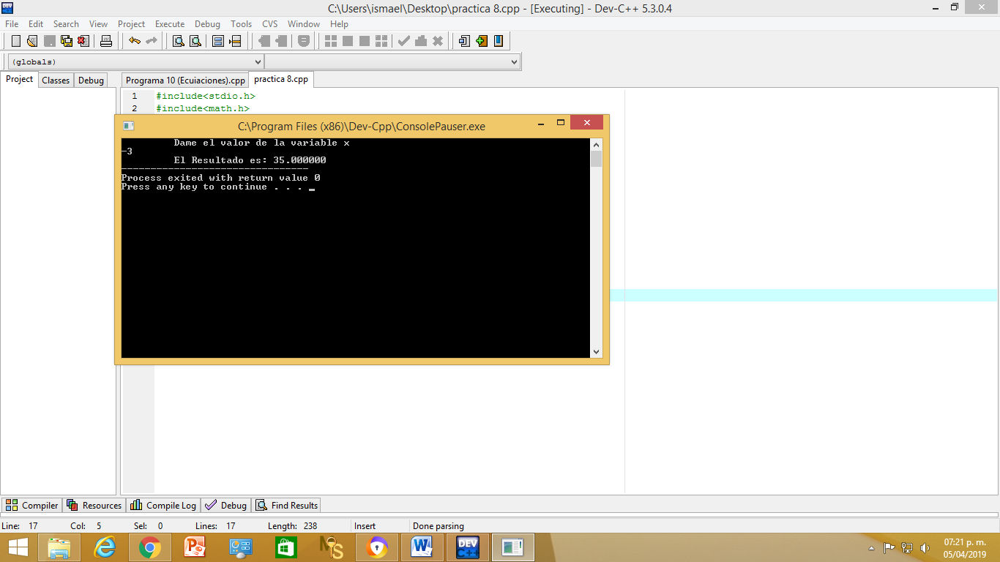 C:\Users\ismael\Desktop\practica 8.cpp - [Executing] - Dev-C++ 5.3.0.4
File Edit Search View Project Execute Debug Tools CVS Window Help
(globals)
Project Classes Debug Programa 10 (Ecuiaciones).cpp practica 8.cpp
1 #include<stdio.h>
2 #include<math.h>
C:\Program Files (x86)\Dev-Cpp\ConsolePauser.exe
Dame el valor de la variable x
-3
El Resultado es: 35.000000
--------------------------------
Process exited with return value 0
Press any key to continue . . . _
Compiler Resources Compile Log Debug Find Results
Line: 17 Col: 5 Sel: 0 Lines: 17 Length: 238 Insert Done parsing
07:21 p. m.
05/04/2019
DEV
C++